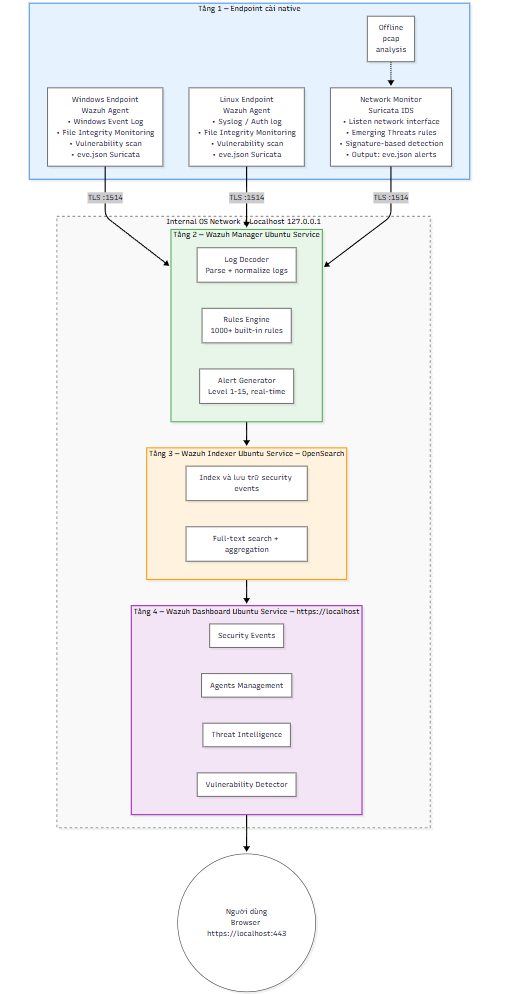 Tầng 1 – Endpoint cài native
Offline
pcap
analysis
Windows Endpoint
Wazuh Agent
• Windows Event Log
• File Integrity Monitoring
• Vulnerability scan
• eve.json Suricata
Linux Endpoint
Wazuh Agent
• Syslog / Auth log
• File Integrity Monitoring
• Vulnerability scan
• eve.json Suricata
Network Monitor
Suricata IDS
• Listen network interface
• Emerging Threats rules
• Signature-based detection
• Output: eve.json alerts
TLS :1514
TLS :1514
TLS :1514
Internal OS Network – Localhost 127.0.0.1
Tầng 2 – Wazuh Manager Ubuntu Service
Log Decoder
Parse + normalize logs
Rules Engine
1000+ built-in rules
Alert Generator
Level 1-15, real-time
Tầng 3 – Wazuh Indexer Ubuntu Service – OpenSearch
Index và lưu trữ security
events
Full-text search +
aggregation
Tầng 4 – Wazuh Dashboard Ubuntu Service – https://localhost
Security Events
Agents Management
Threat Intelligence
Vulnerability Detector
Người dùng
Browser
https://localhost:443